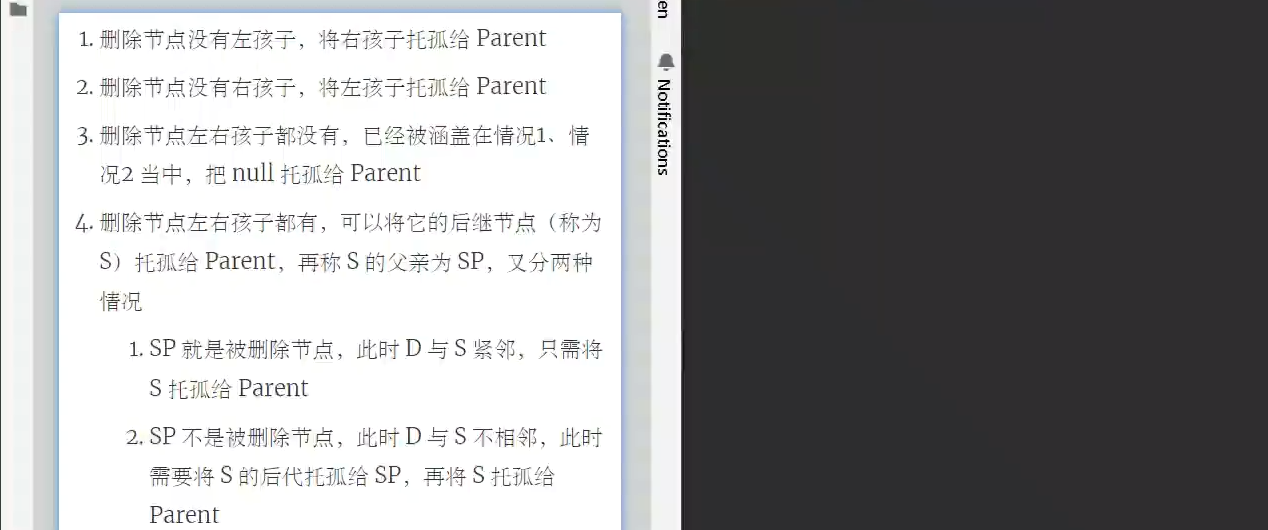 1. 删除节点没有左孩子，将右孩子托孤给 Parent
2. 删除节点没有右孩子，将左孩子托孤给 Parent
3. 删除节点左右孩子都没有，已经被涵盖在情况1、情
况2 当中，把 null 托孤给 Parent
4. 删除节点左右孩子都有，可以将它的后继节点（称为
S）托孤给 Parent，再称 S 的父亲为 SP，又分两种
情况
1. SP 就是被删除节点，此时 D 与 S 紧邻，只需将
S 托孤给 Parent
2. SP 不是被删除节点，此时 D 与 S 不相邻，此时
需要将 S 的后代托孤给 SP，再将 S 托孤给
Parent
en
Notifications